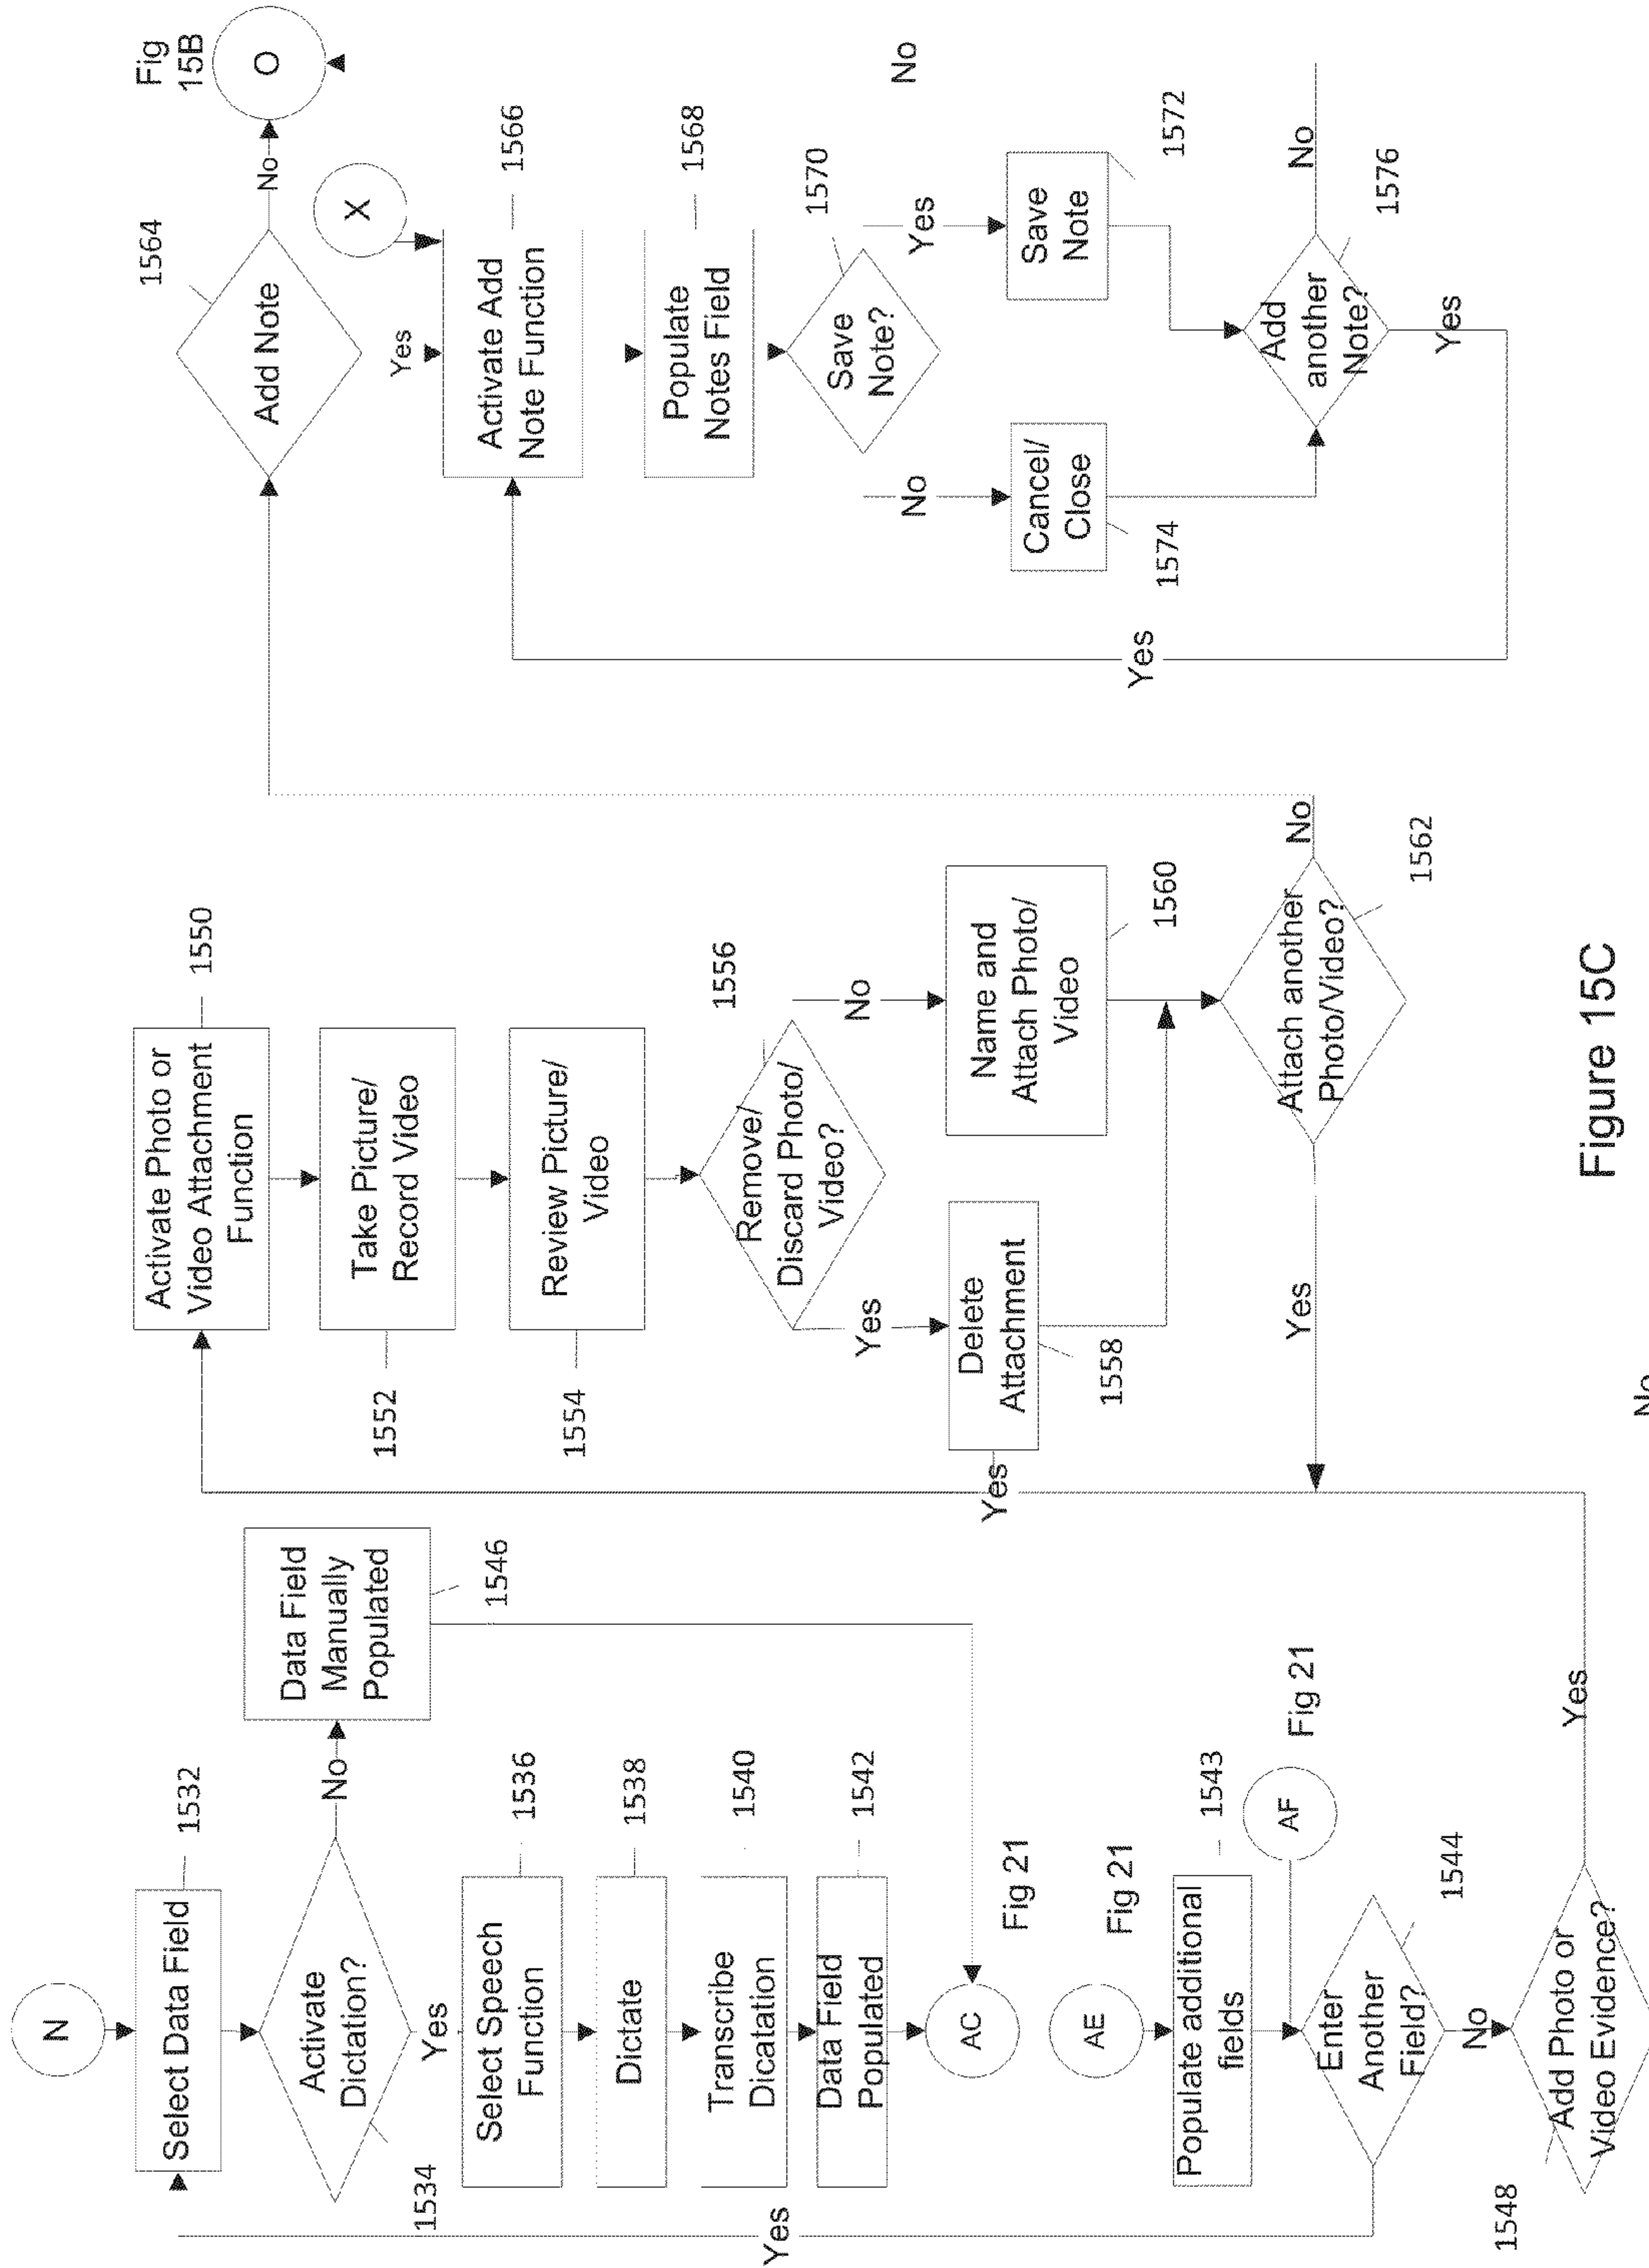 N
Select Data Field
1532
Activate
Dictation?
1534
No
Data Field
Manually
Populated
1546
Yes
Select Speech
Function
1536
Dictate
1538
Transcribe
Dicatation
1540
Data Field
Populated
1542
AC
Fig 21
AE
Fig 21
Populate additional
fields
1543
AF
Fig 21
Enter
Another
Field?
1544
Yes
No
Add Photo or
Video Evidence?
1548
Yes
Yes
No
Activate Photo or
Video Attachment
Function
1550
Take Picture/
Record Video
1552
Review Picture/
Video
1554
Remove/
Discard Photo/
Video?
1556
Yes
No
Delete
Attachment
1558
Name and
Attach Photo/
Video
1560
Attach another
Photo/Video?
1562
Yes
No
Add Note
1564
No
Fig
15B
O
X
Yes
Activate Add
Note Function
1566
Populate
Notes Field
1568
Save
Note?
1570
No
Yes
No
Cancel/
Close
1574
Save
Note
1572
Add
another
Note?
1576
No
Yes
Yes
Figure 15C